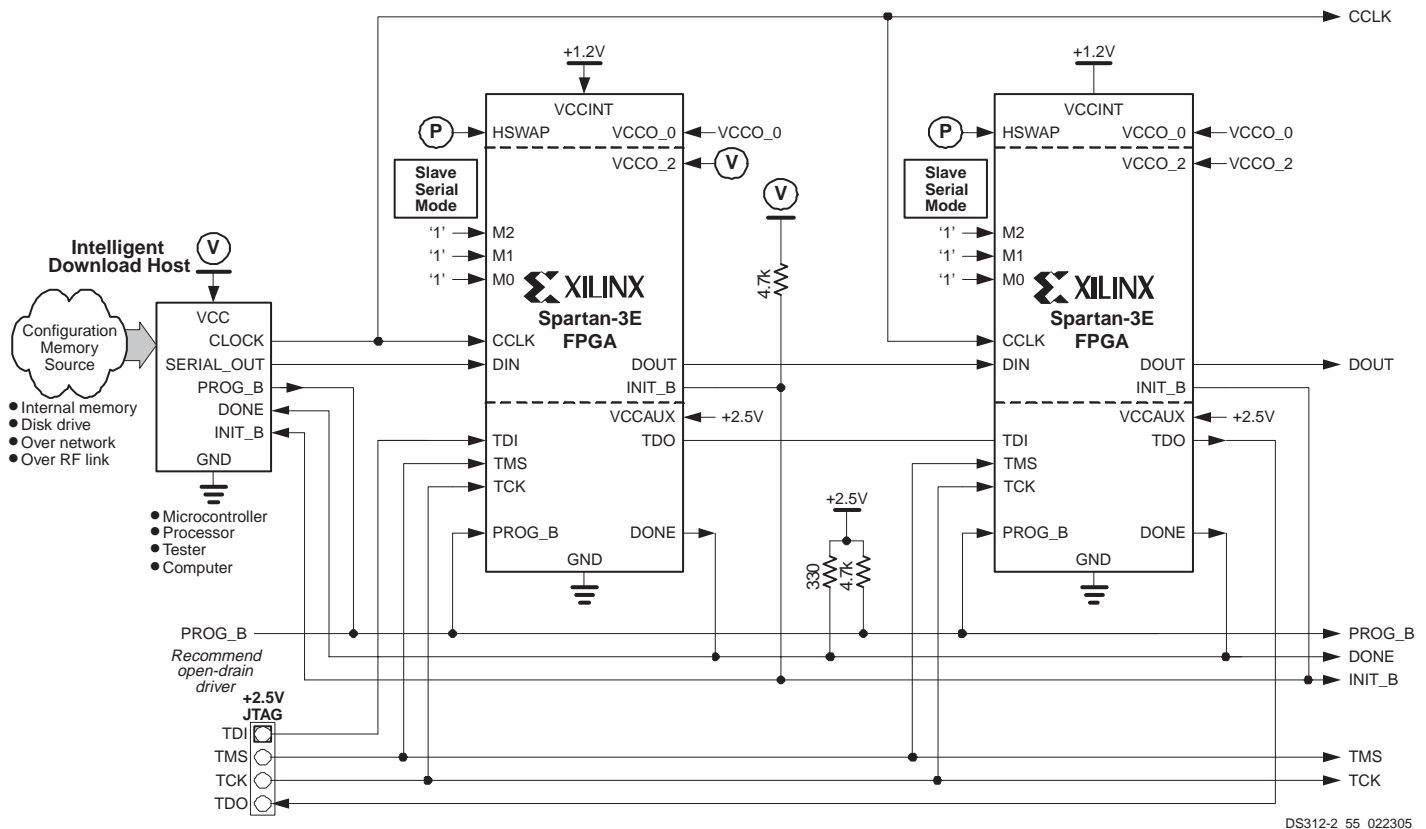 CCLK
+1.2V
+1.2V
VCCINT
VCCINT
P
HSWAP
VCCO_0
VCCO_0
P
HSWAP
VCCO_0
VCCO_0
VCCO_2
V
VCCO_2
VCCO_2
Slave
Serial
Mode
V
Slave
Serial
Mode
'1'
M2
'1'
M1
'1'
M0
'1'
M2
'1'
M1
'1'
M0
Intelligent
Download Host
V
4.7k
XILINX
Spartan-3E
FPGA
XILINX
Spartan-3E
FPGA
Configuration
Memory
Source
VCC
CLOCK
SERIAL_OUT
PROG_B
DONE
INIT_B
GND
CCLK
DIN
DOUT
INIT_B
CCLK
DIN
DOUT
INIT_B
DOUT
● Internal memory
● Disk drive
● Over network
● Over RF link
VCCAUX
+2.5V
TDI
TDO
TMS
TCK
VCCAUX
+2.5V
TDI
TDO
TMS
TCK
● Microcontroller
● Processor
● Tester
● Computer
+2.5V
PROG_B
DONE
GND
330
4.7k
PROG_B
DONE
GND
PROG_B
PROG_B
Recommend
open-drain
driver
DONE
INIT_B
+2.5V
JTAG
TDI
TMS
TMS
TCK
TCK
TDO
DS312-2_55_022305